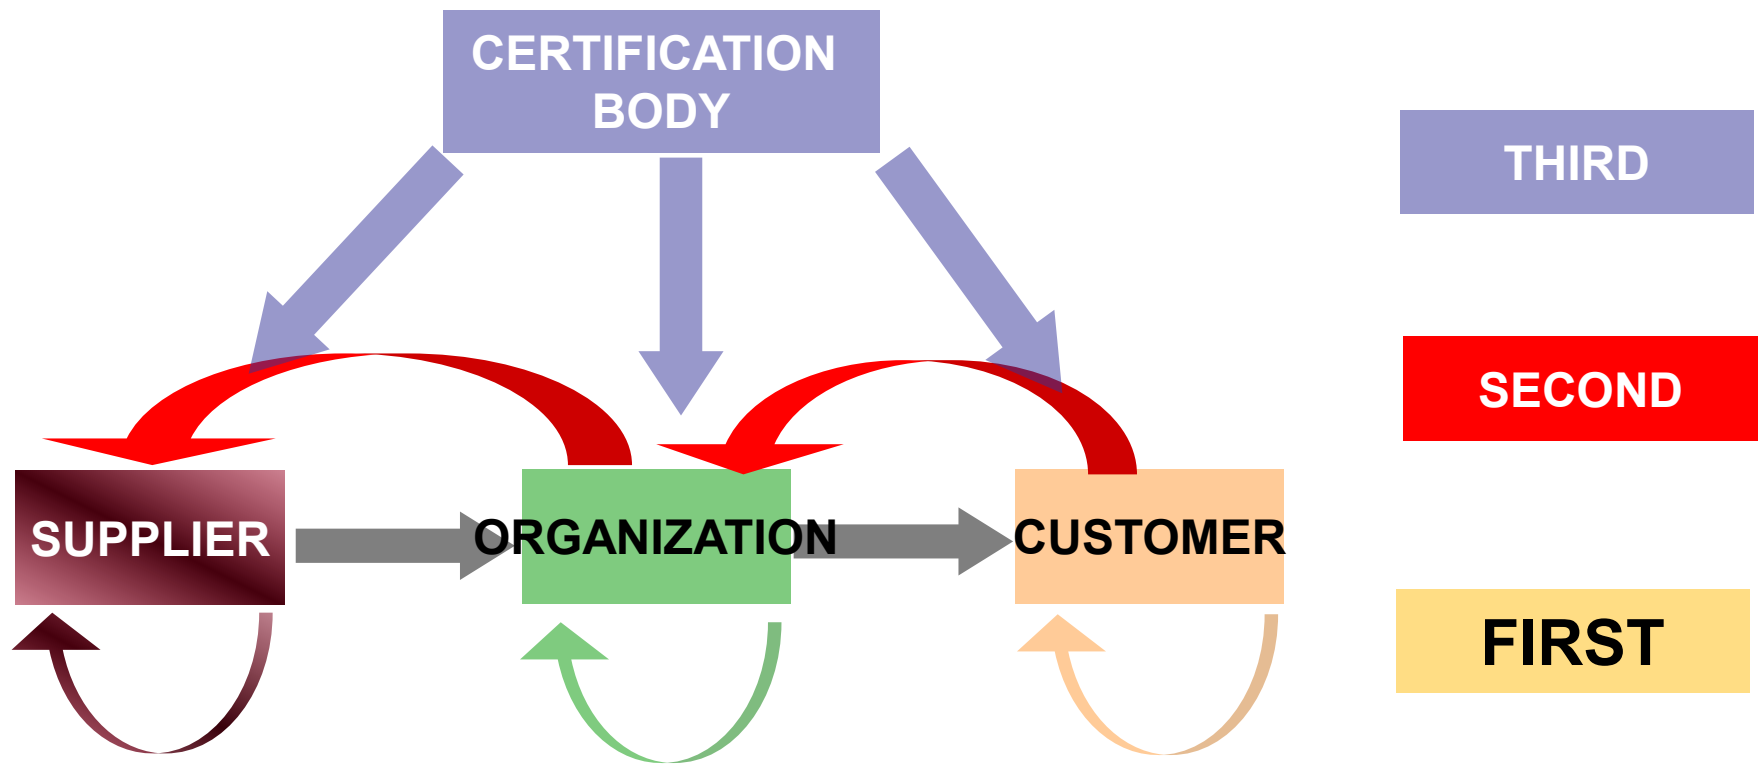 CERTIFICATION
BODY
THIRD
SECOND
SUPPLIER
ORGANIZATION
CUSTOMER
FIRST